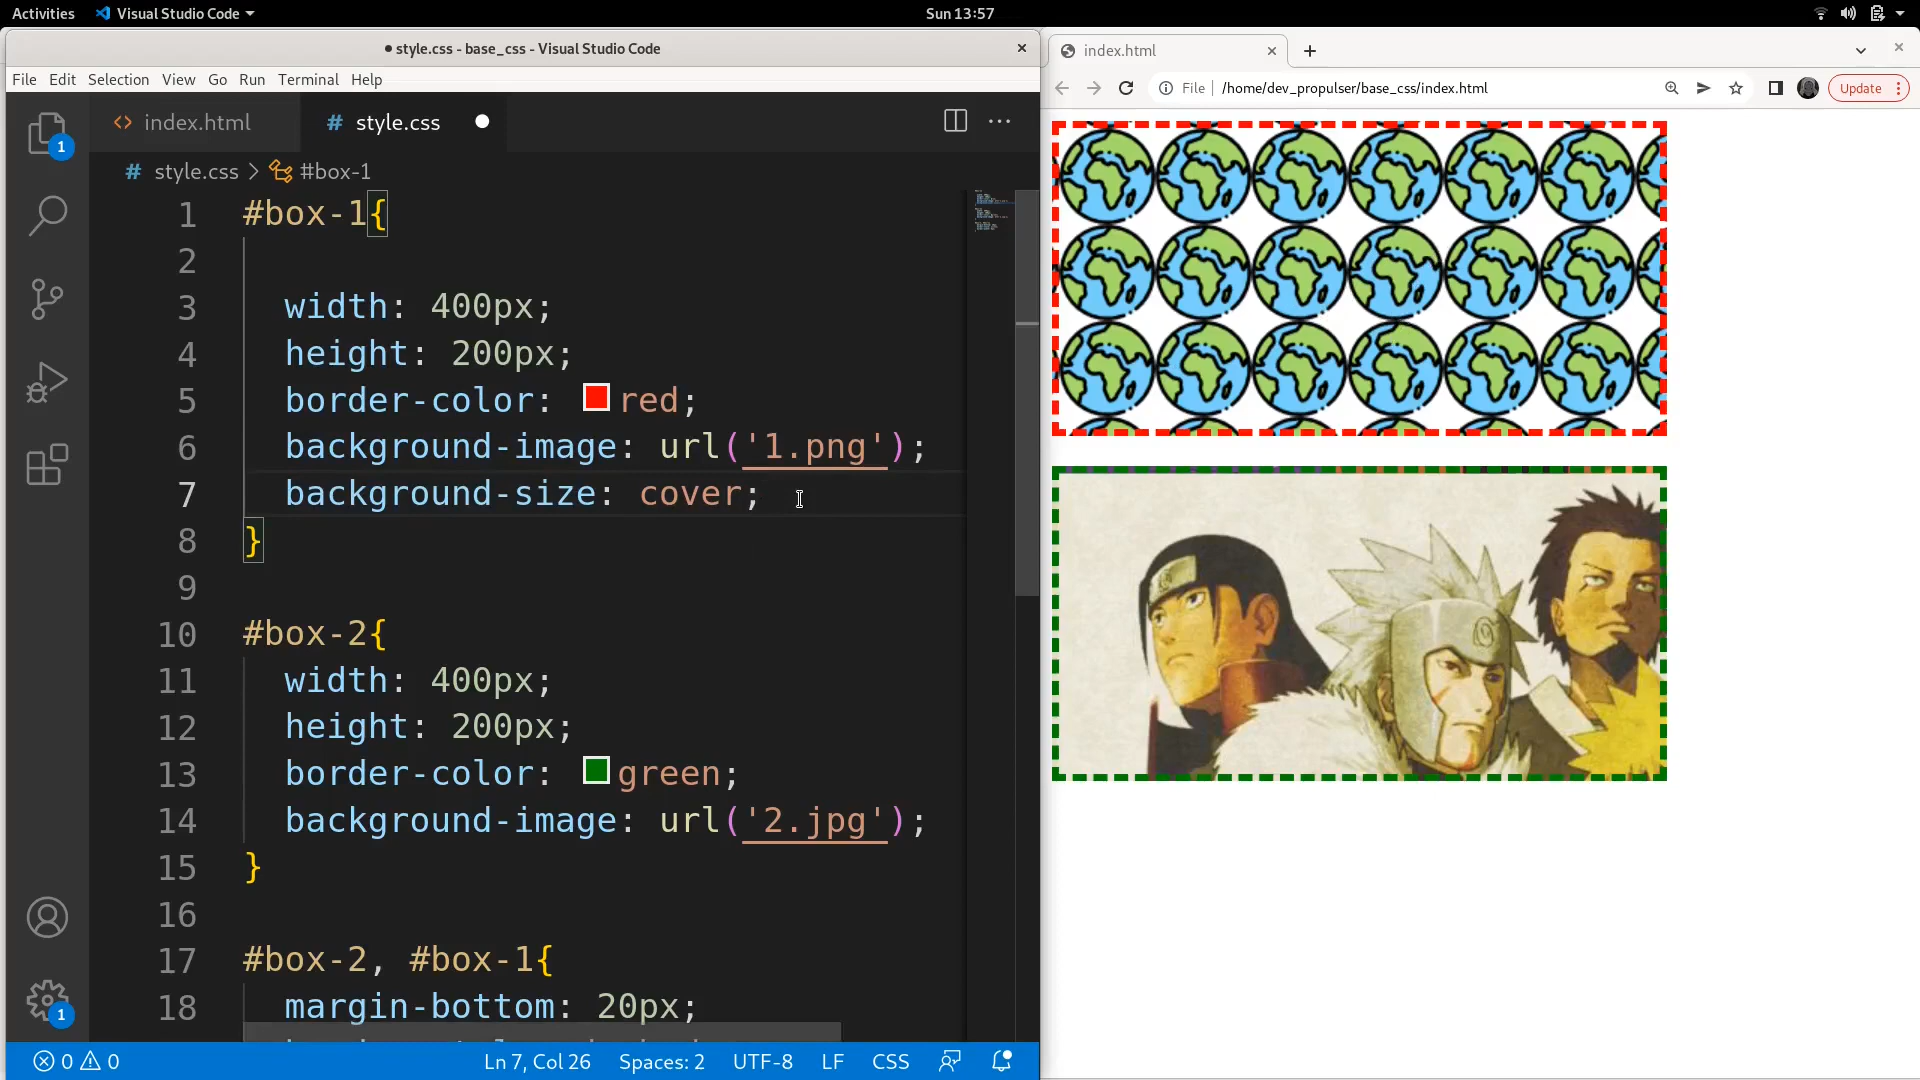 Activities Visual Studio Code Sun 13:57
● style.css - base_css - Visual Studio Code ×
File Edit Selection View Go Run Terminal Help
index.html
# style.css
# style.css > #box-1
1 #box-1{
2
3 width: 400px;
4 height: 200px;
5 border-color: red;
6 background-image: url('1.png');
7 background-size: cover;
8 }
9
10 #box-2{
11 width: 400px;
12 height: 200px;
13 border-color: green;
14 background-image: url('2.jpg');
15 }
16
17 #box-2, #box-1{
18 margin-bottom: 20px;
1
1
0 0 Ln 7, Col 26 Spaces: 2 UTF-8 LF CSS
index.html
File /home/dev_propulser/base_css/index.html Update